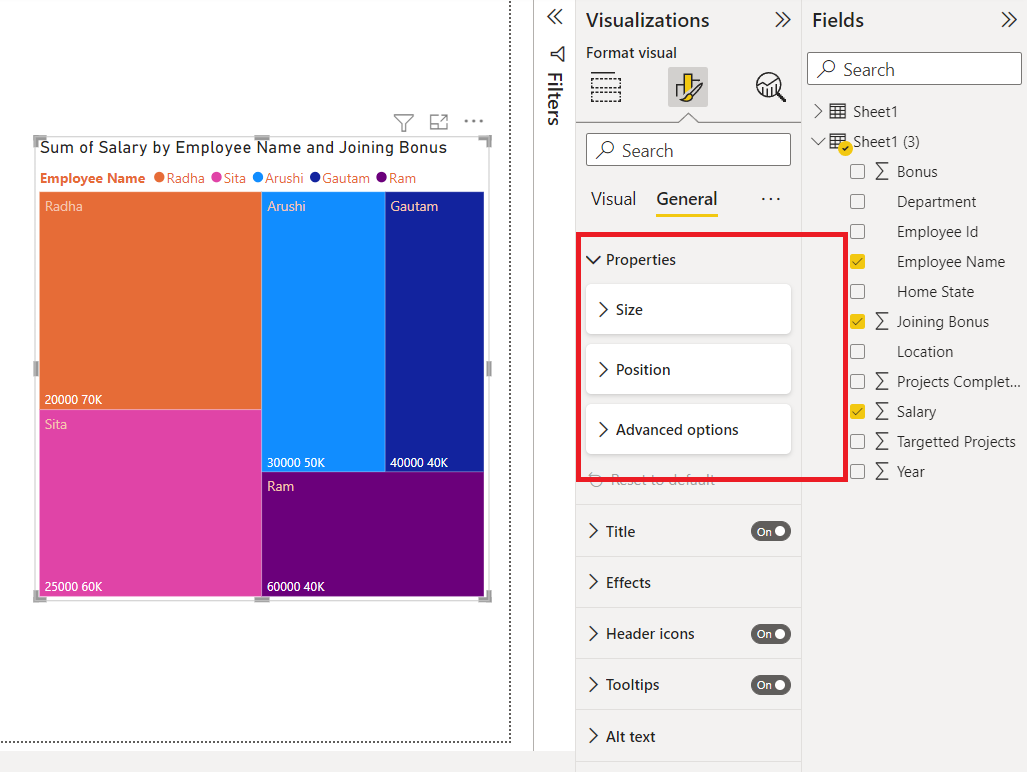 Sum of Salary by Employee Name and Joining Bonus
Employee Name Radha Sita Arushi Gautam Ram
Radha
20000 70K
Sita
25000 60K
Arushi
30000 50K
Gautam
40000 40K
Ram
60000 40K
Filters
Visualizations
Format visual
Search
Visual General
Properties
Size
Position
Advanced options
Reset to default
Title On
Effects
Header icons On
Tooltips On
Alt text
Fields
Search
Sheet1
Sheet1 (3)
Bonus
Department
Employee Id
Employee Name
Home State
Joining Bonus
Location
Projects Complet...
Salary
Targetted Projects
Year